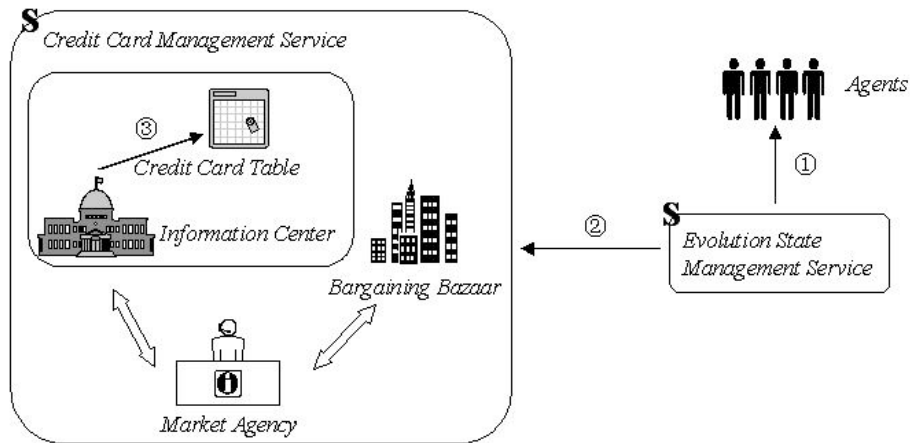 S
Credit Card Management Service
Agents
③
①
Credit Card Table
S
Information Center
②
Evolution State
Management Service
Bargaining Bazaar
i
Market Agency